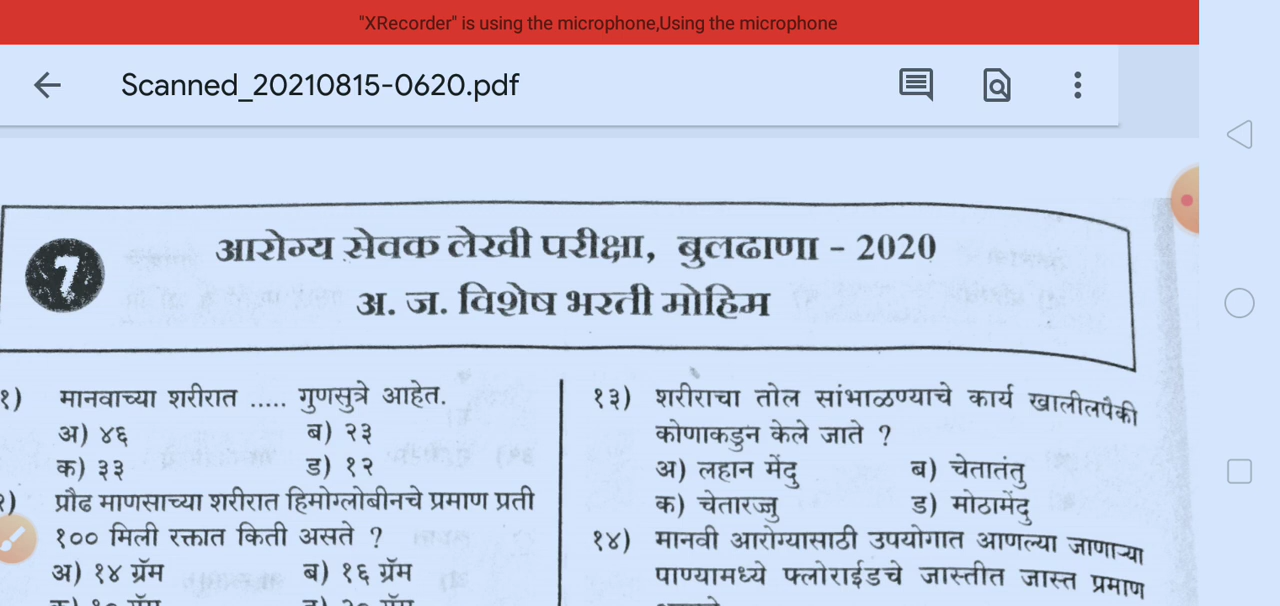 "XRecorder" is using the microphone,Using the microphone
Scanned_20210815-0620.pdf
7
आरोग्य सेवक लेखी परीक्षा, बुलढाणा - 2020
अ. ज. विशेष भरती मोहिम
१) मानवाच्या शरीरात ..... गुणसुत्रे आहेत.
अ) ४६ ब) २३
क) ३३ ड) १२
२) प्रौढ माणसाच्या शरीरात हिमोग्लोबीनचे प्रमाण प्रती
१०० मिली रक्तात किती असते ?
अ) १४ ग्रॅम ब) १६ ग्रॅम
१३) शरीराचा तोल सांभाळण्याचे कार्य खालीलपैकी
कोणाकडुन केले जाते ?
अ) लहान मेंदु ब) चेतातंतु
क) चेतारज्जु ड) मोठामेंदु
१४) मानवी आरोग्यासाठी उपयोगात आणल्या जाणाऱ्या
पाण्यामध्ये फ्लोराईडचे जास्तीत जास्त प्रमाण